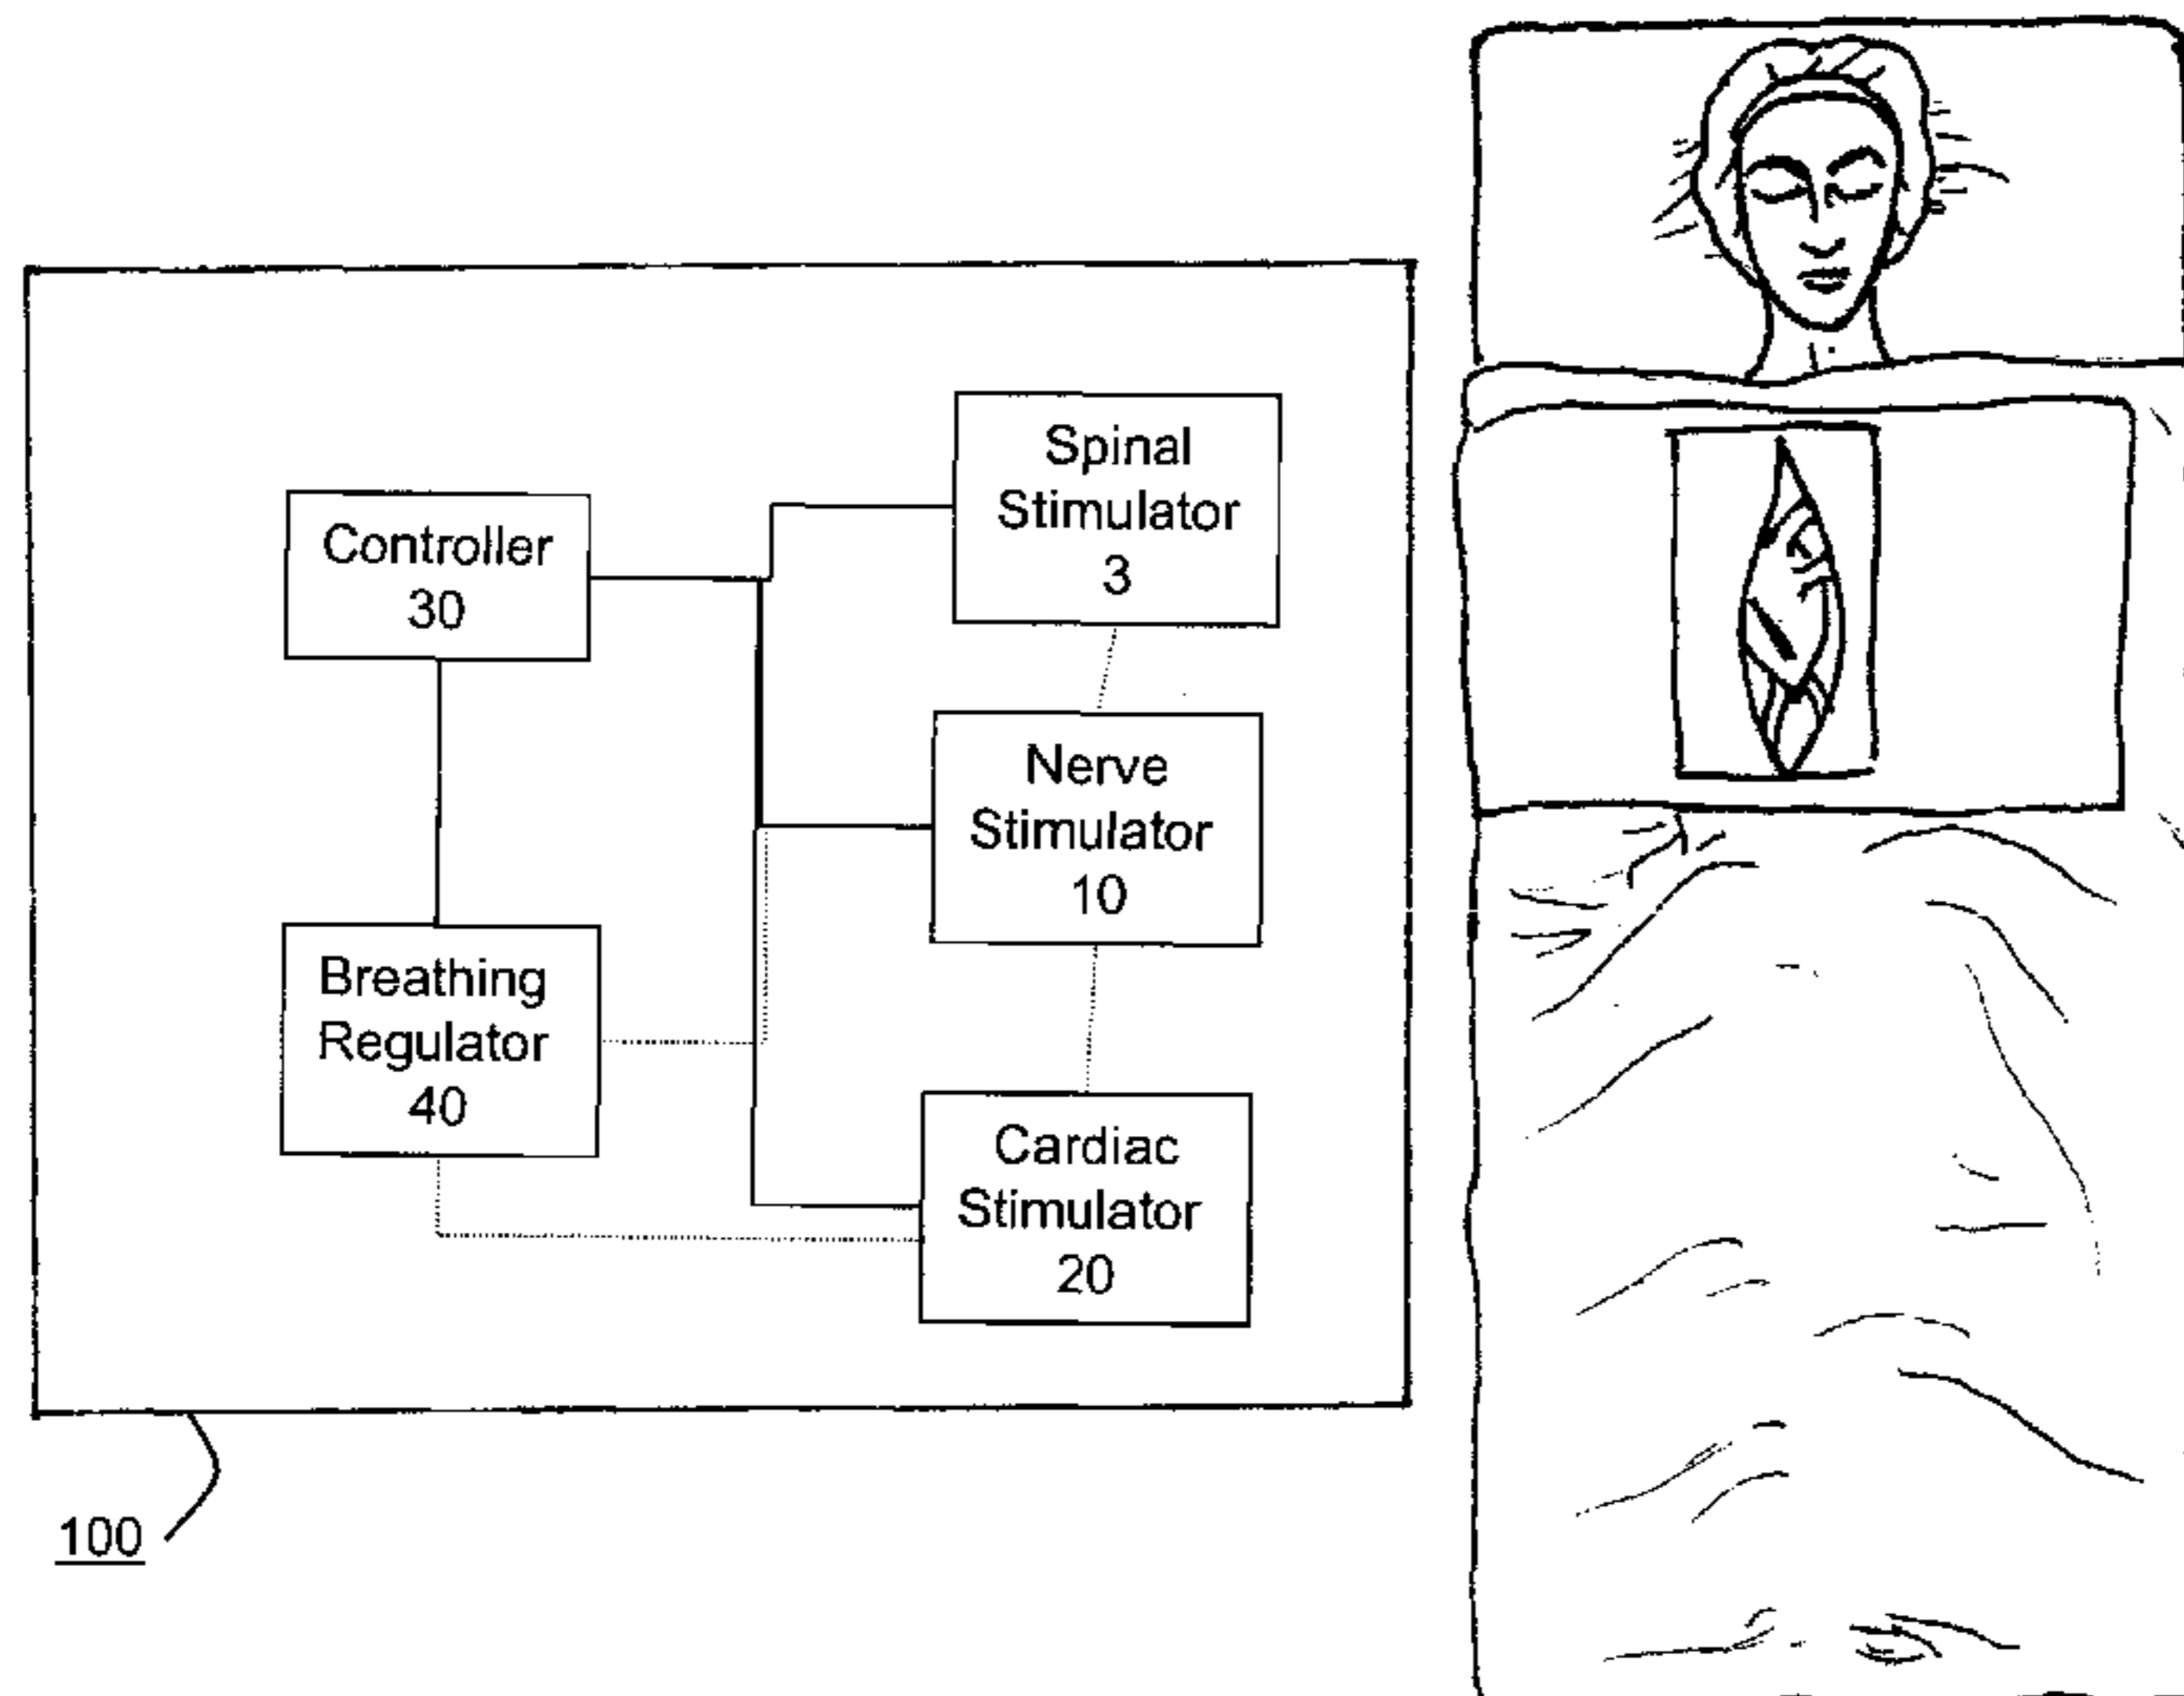 Spinal
Stimulator
3
Controller
30
Nerve
Stimulator
10
Breathing
Regulator
40
Cardiac
Stimulator
20
100